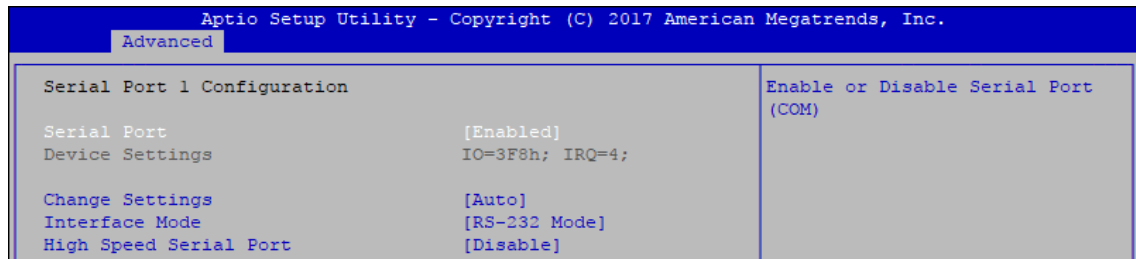 Aptio Setup Utility - Copyright (C) 2017 American Megatrends, Inc.
Advanced
Serial Port 1 Configuration
Serial Port [Enabled]
Device Settings IO=3F8h; IRQ=4;
Change Settings [Auto]
Interface Mode [RS-232 Mode]
High Speed Serial Port [Disable]
Enable or Disable Serial Port
(COM)